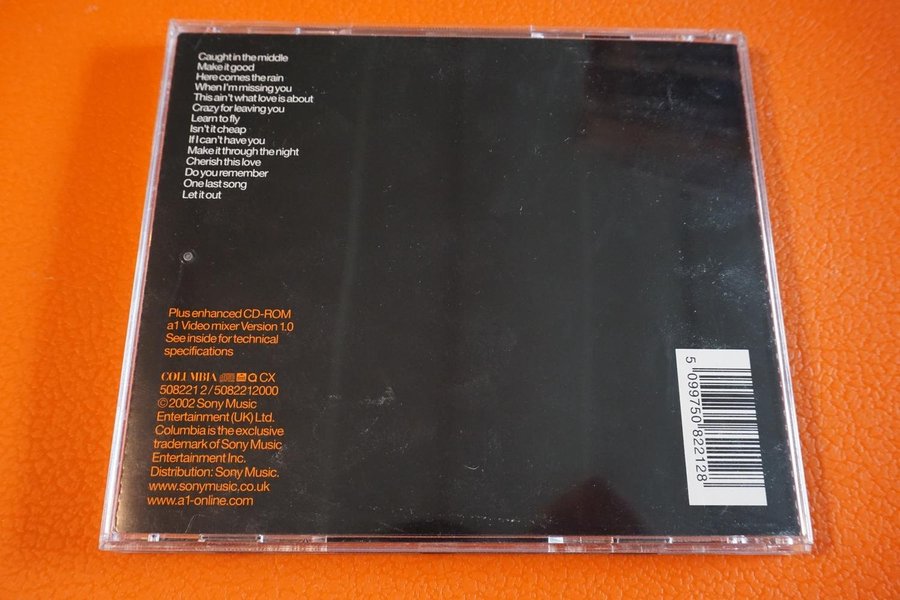 Caught in the middle
Make it good
Here comes the rain
When I'm missing you
This ain't what love is about
Crazy for leaving you
Learn to fly
Isn't it cheap
If I can't have you
Make it through the night
Cherish this love
Do you remember
One last song
Let it out
Plus enhanced CD-ROM
a1 Video mixer Version 1.0
See inside for technical
specifications
COLUMBIA CX
508221 2 / 5082212000
©2002 Sony Music
Entertainment (UK) Ltd.
Columbia is the exclusive
trademark of Sony Music
Entertainment Inc.
Distribution: Sony Music.
www.sonymusic.co.uk
www.a1-online.com
5 099750 822128